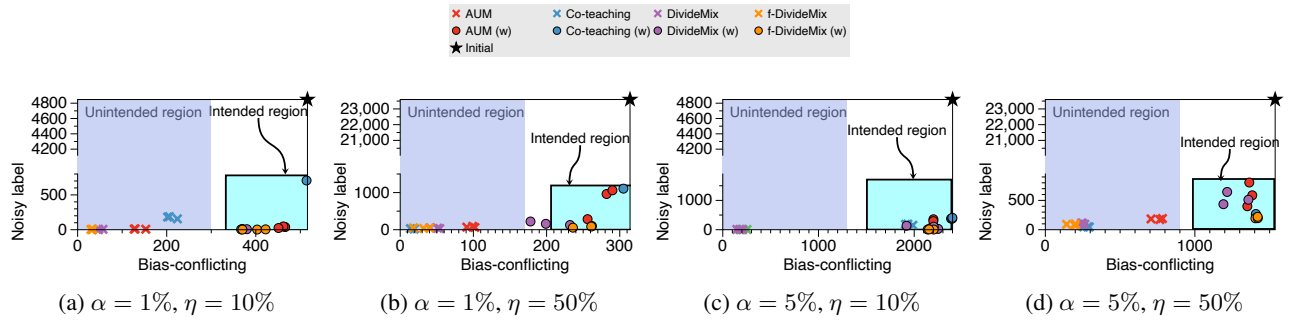 AUM Co-teaching DivideMix f-DivideMix
AUM (w) Co-teaching (w) DivideMix (w) f-DivideMix (w)
Initial
4800
4600
4400
4200
500
0
Noisy label
Unintended region
Intended region
0 200 400
Bias-conflicting
(a) α = 1%, η = 10%
23,000
22,000
21,000
1000
0
Noisy label
Unintended region
Intended region
0 100 200 300
Bias-conflicting
(b) α = 1%, η = 50%
4800
4600
4400
4200
1000
0
Noisy label
Unintended region
Intended region
0 1000 2000
Bias-conflicting
(c) α = 5%, η = 10%
23,000
22,000
21,000
1000
500
0
Noisy label
Unintended region
Intended region
0 1000
Bias-conflicting
(d) α = 5%, η = 50%